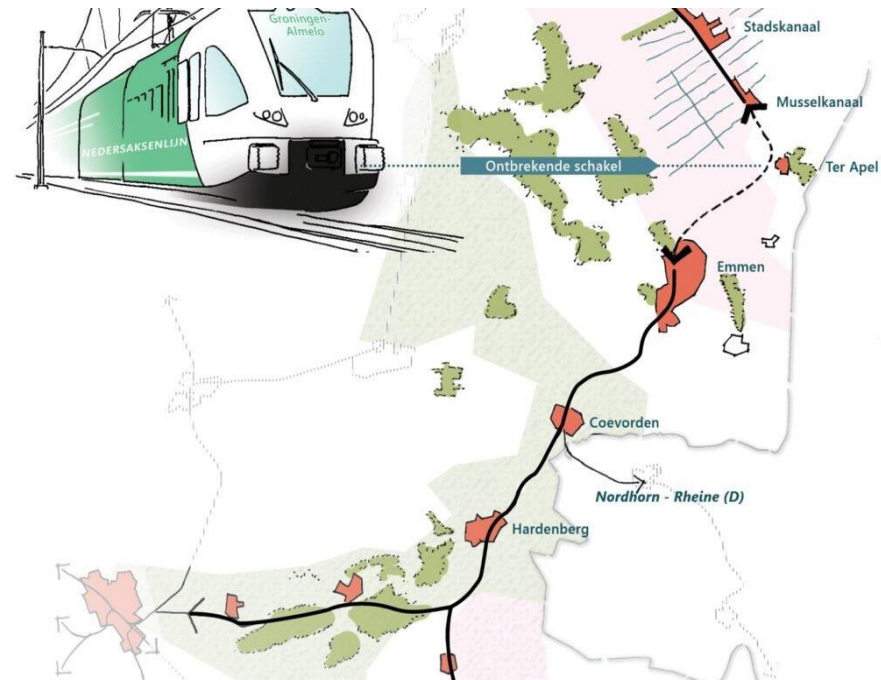 Groningen-
Almelo
NEDERSAKSENLIJN
Stadskanaal
Musselkanaal
Ontbrekende schakel
Ter Apel
Emmen
Coevorden
Nordhorn - Rheine (D)
Hardenberg